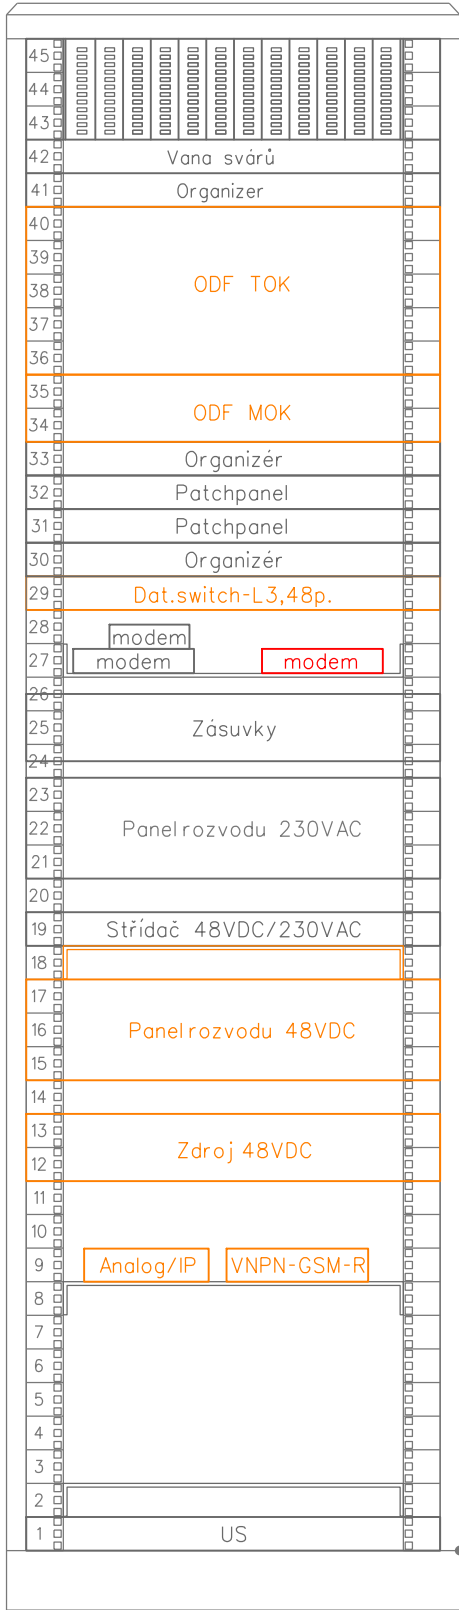 45
44
43
42 Vana svárů
41 Organizer
40
39
38 ODF TOK
37
36
35
ODF MOK
34
33 Organizér
32 Patchpanel
31 Patchpanel
30 Organizér
29 Dat.switch-L3,48p.
28
modem
27 modem modem
26
25 Zásuvky
24
23
22 Panel rozvodu 230VAC
21
20
19 Střídač 48VDC/230VAC
18
17
16 Panel rozvodu 48VDC
15
14
13
Zdroj 48VDC
12
11
10
9 Analog/IP VNPN-GSM-R
8
7
6
5
4
3
2
1 US